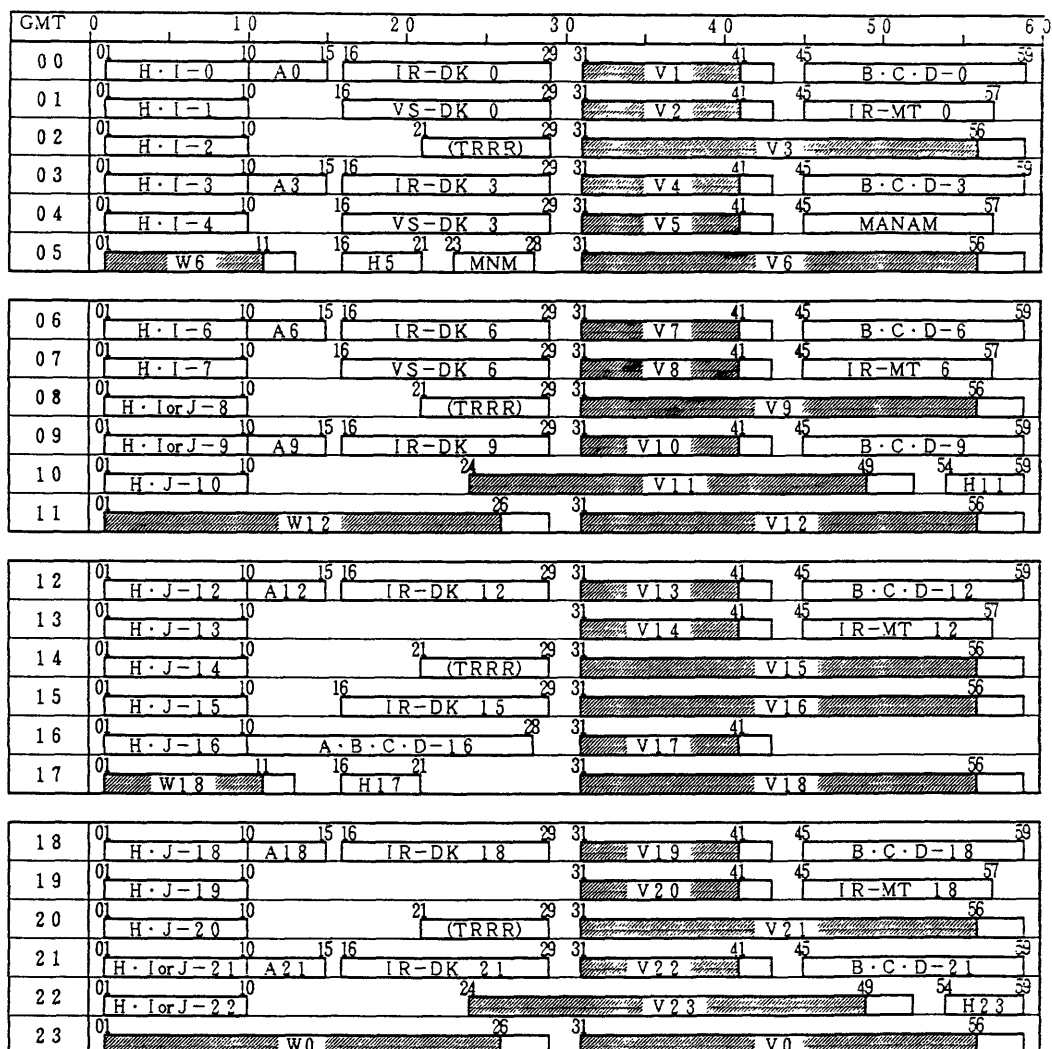 GMT 0 10 20 30 40 50 60
00 01 10 15 16 29 31 41 45 59
H·I-0 A0 IR-DK 0 V1 B·C·D-0
01 01 10 16 29 31 41 45 57
H·I-1 VS-DK 0 V2 IR-MT 0
02 01 10 21 29 31 56
H·I-2 (TRRR) V3
03 01 10 15 16 29 31 41 45 59
H·I-3 A3 IR-DK 3 V4 B·C·D-3
04 01 10 16 29 31 41 45 57
H·I-4 VS-DK 3 V5 MANAM
05 01 11 16 21 23 28 31 56
W6 H5 MNM V6
06 01 10 15 16 29 31 41 45 59
H·I-6 A6 IR-DK 6 V7 B·C·D-6
07 01 10 16 29 31 41 45 57
H·I-7 VS-DK 6 V8 IR-MT 6
08 01 21 29 31 56
H·IorJ-8 (TRRR) V9
09 01 10 15 16 29 31 41 45 59
H·IorJ-9 A9 IR-DK 9 V10 B·C·D-9
10 01 10 24 49 54 59
H·J-10 V11 H11
11 01 26 31 56
W12 V12
12 01 10 15 16 29 31 41 45 59
H·J-12 A12 IR-DK 12 V13 B·C·D-12
13 01 10 31 41 45 57
H·J-13 V14 IR-MT 12
14 01 10 21 29 31 56
H·J-14 (TRRR) V15
15 01 10 16 29 31 56
H·J-15 IR-DK 15 V16
16 01 10 28 31 41
H·J-16 A·B·C·D-16 V17
17 01 11 16 21 31 56
W18 H17 V18
18 01 10 15 16 29 31 41 45 59
H·J-18 A18 IR-DK 18 V19 B·C·D-18
19 01 10 31 41 45 57
H·J-19 V20 IR-MT 18
20 01 10 21 29 31 56
H·J-20 (TRRR) V21
21 01 10 15 16 29 31 41 45 59
H·IorJ-21 A21 IR-DK 21 V22 B·C·D-21
22 01 10 24 49 54 59
H·IorJ-22 V23 H23
23 01 26 31 56
W0 V0